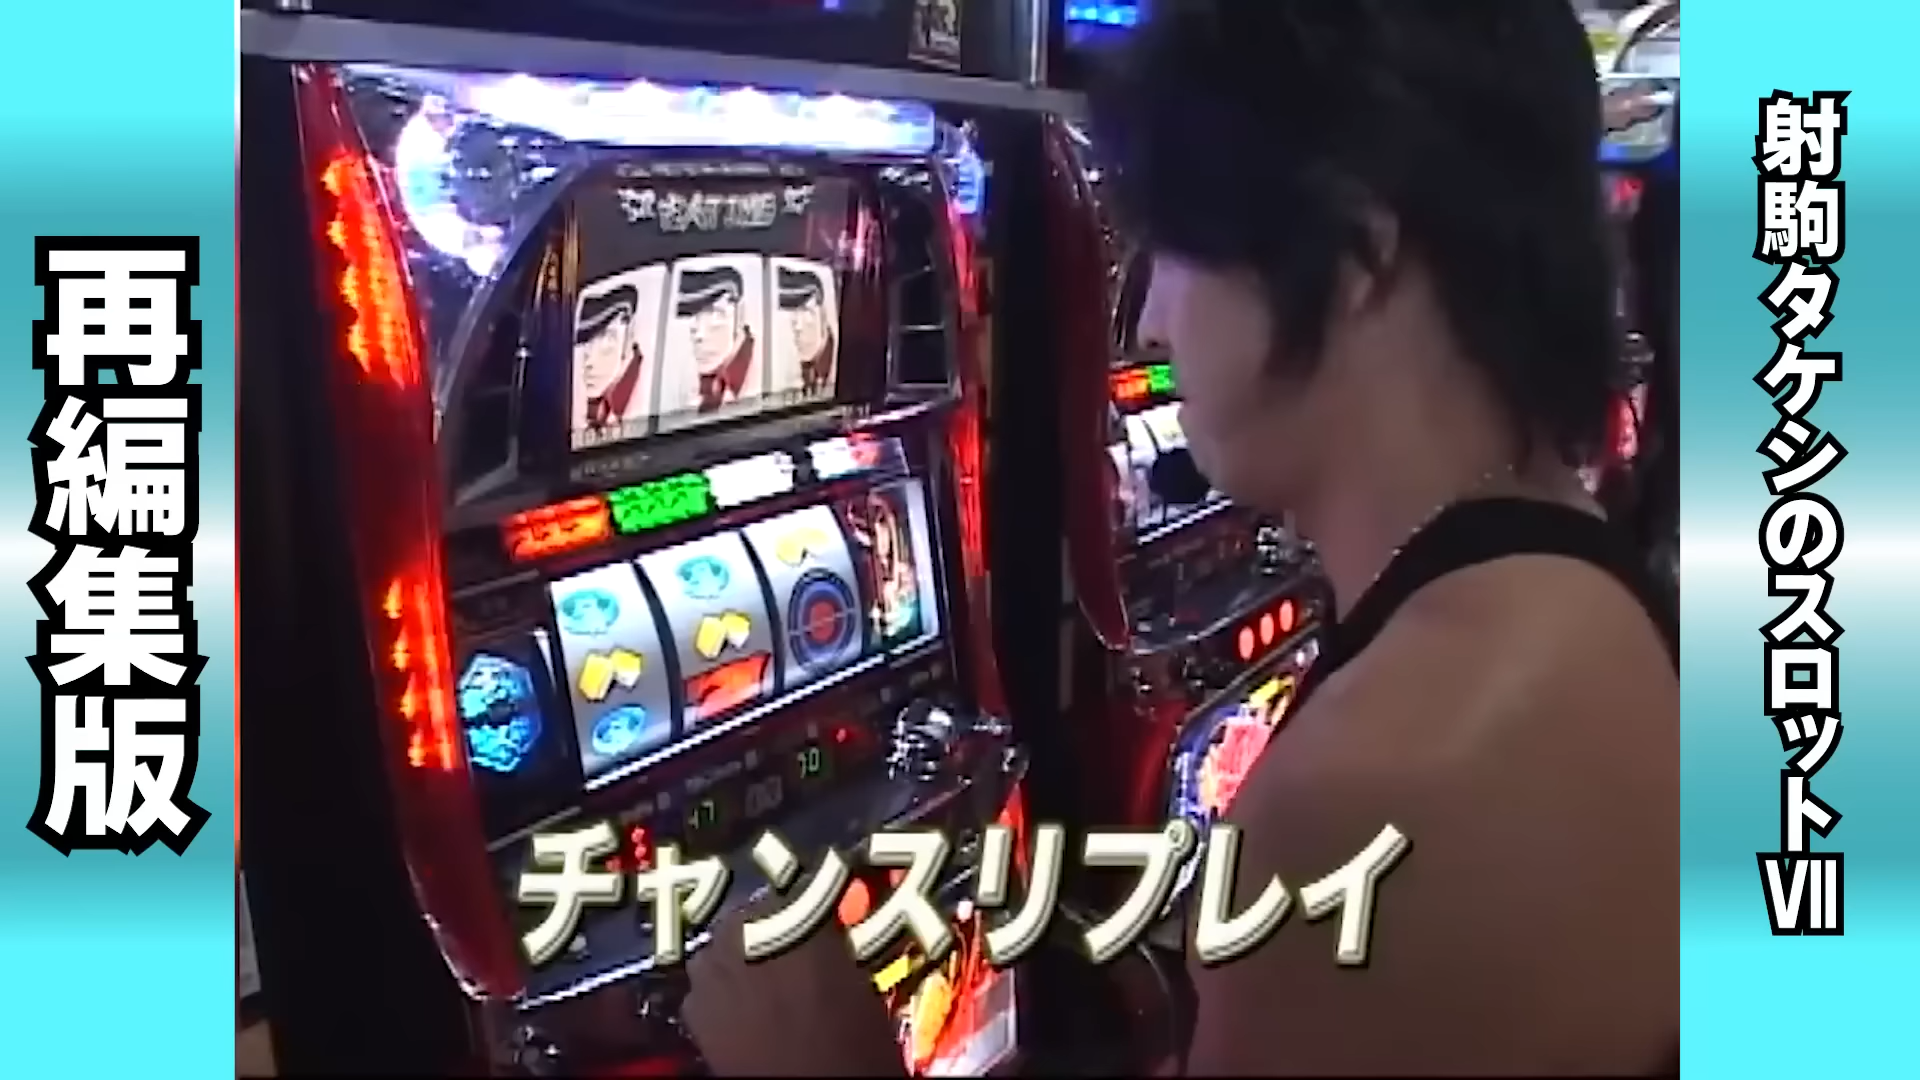 再編集版
射駒タケシのスロットⅦ
チャンスリプレイ